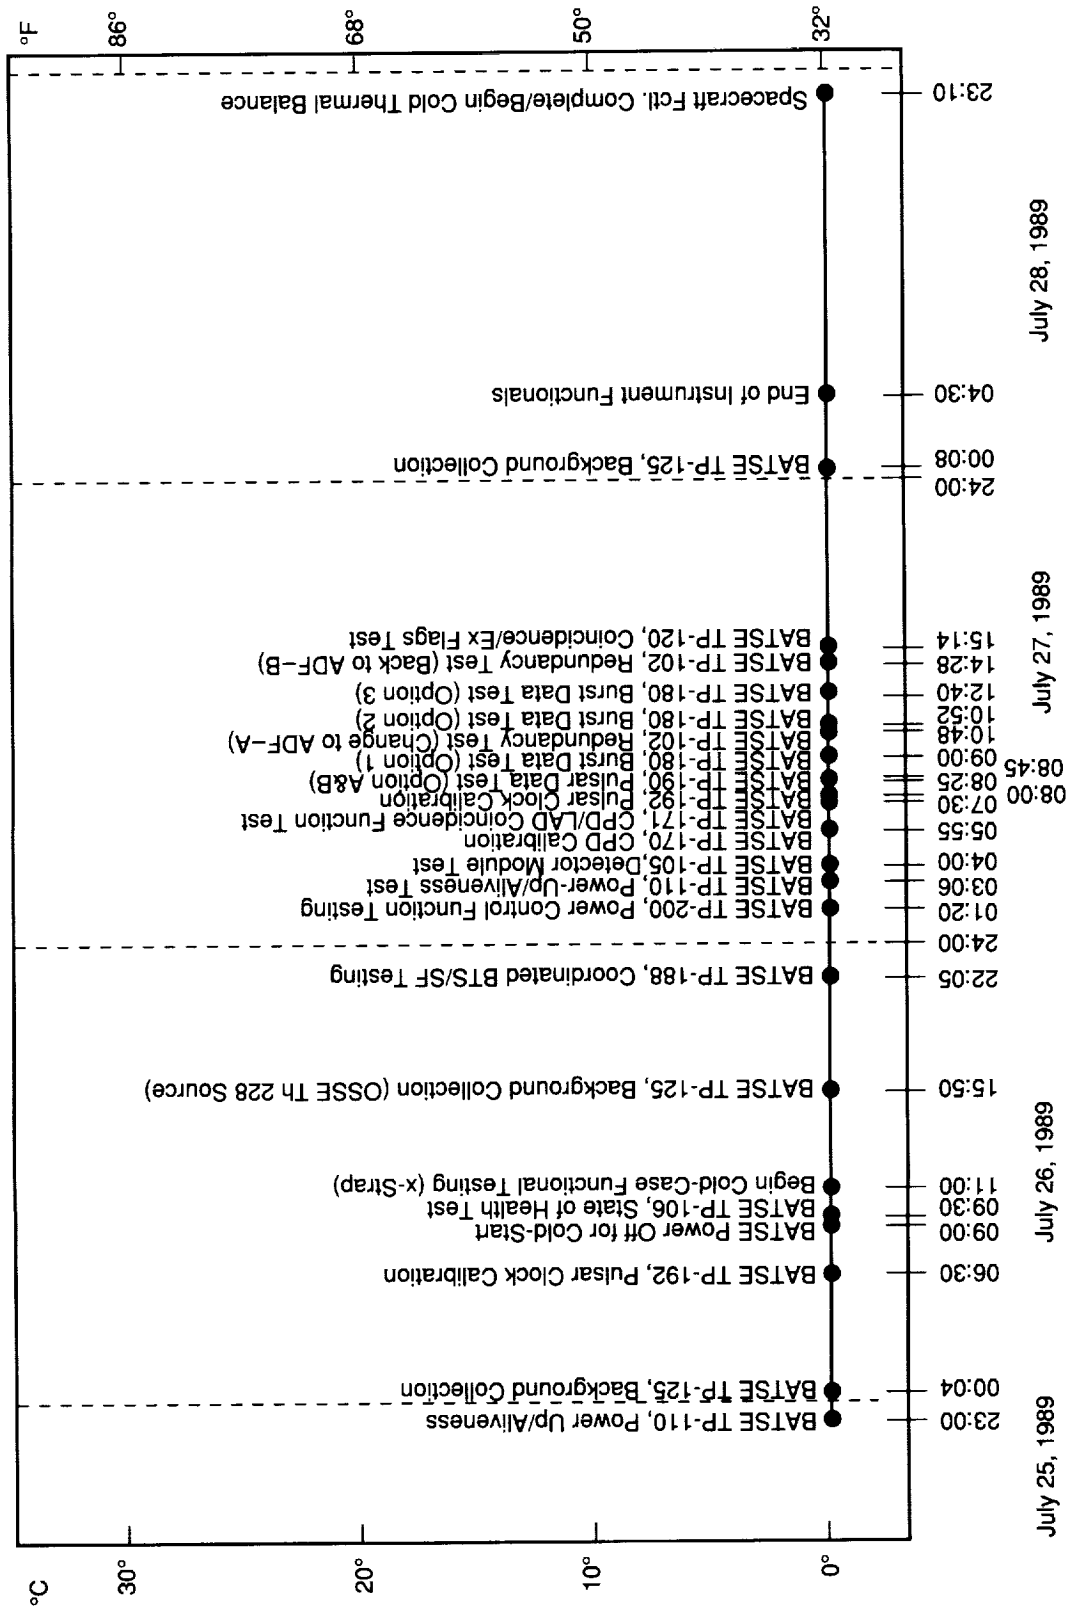 °C
30°
20°
10°
0°
°F
86°
68°
50°
32°
BATSE TP-110, Power Up/Aliveness
BATSE TP-125, Background Collection
BATSE TP-192, Pulsar Clock Calibration
BATSE Power Off for Cold-Start
BATSE TP-106, State of Health Test
Begin Cold-Case Functional Testing (x-Strap)
BATSE TP-125, Background Collection (OSSE Th 228 Source)
BATSE TP-188, Coordinated BTS/SF Testing
BATSE TP-200, Power Control Function Testing
BATSE TP-110, Power-Up/Aliveness Test
BATSE TP-105,Detector Module Test
BATSE TP-170, CPD Calibration
BATSE TP-171, CPD/LAD Coincidence Function Test
BATSE TP-192, Pulsar Clock Calibration
BATSE TP-190, Pulsar Data Test (Option A&B)
BATSE TP-180, Burst Data Test (Option 1)
BATSE TP-102, Redundancy Test (Change to ADF-A)
BATSE TP-180, Burst Data Test (Option 2)
BATSE TP-180, Burst Data Test (Option 3)
BATSE TP-102, Redundancy Test (Back to ADF-B)
BATSE TP-120, Coincidence/Ex Flags Test
BATSE TP-125, Background Collection
End of Instrument Functionals
Spacecraft Fctl. Complete/Begin Cold Thermal Balance
23:00
00:04
06:30
09:00
09:30
11:00
15:50
22:05
24:00
01:20
03:06
04:00
05:55
07:30
08:00
08:25
08:45
09:00
10:48
10:52
12:40
14:28
15:14
24:00
00:08
04:30
23:10
July 25, 1989
July 26, 1989
July 27, 1989
July 28, 1989